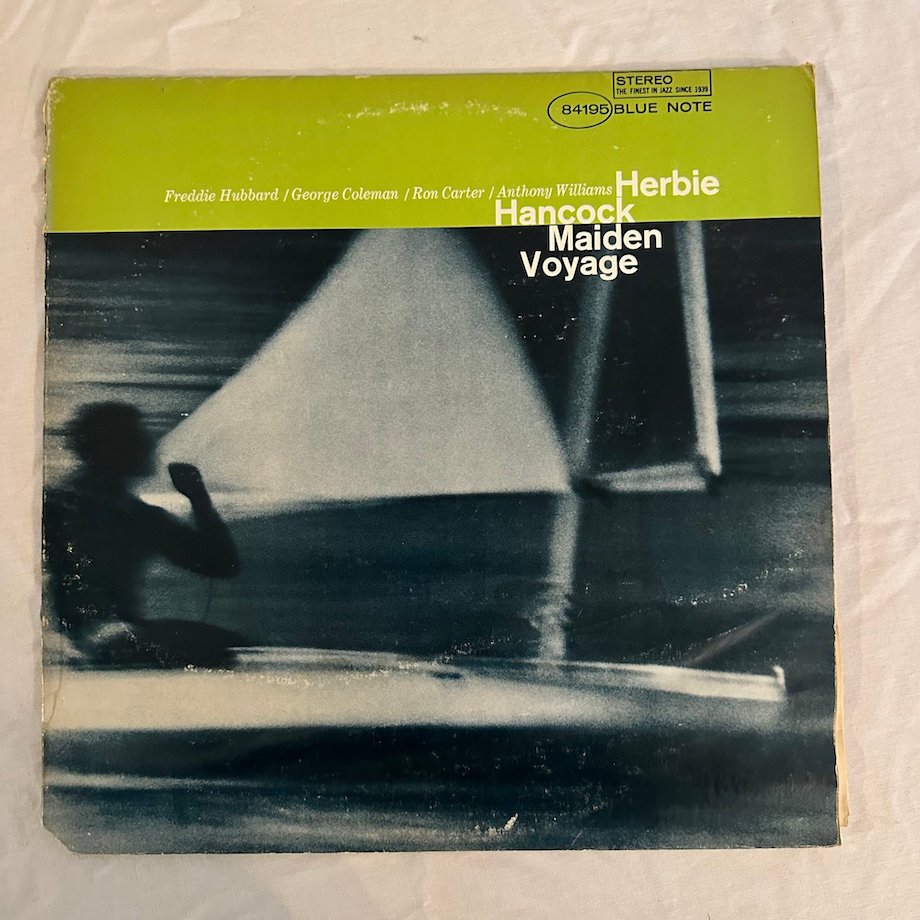 STEREO
THE FINEST IN JAZZ SINCE 1939
84195 BLUE NOTE
Freddie Hubbard / George Coleman / Ron Carter / Anthony Williams Herbie
Hancock
Maiden
Voyage